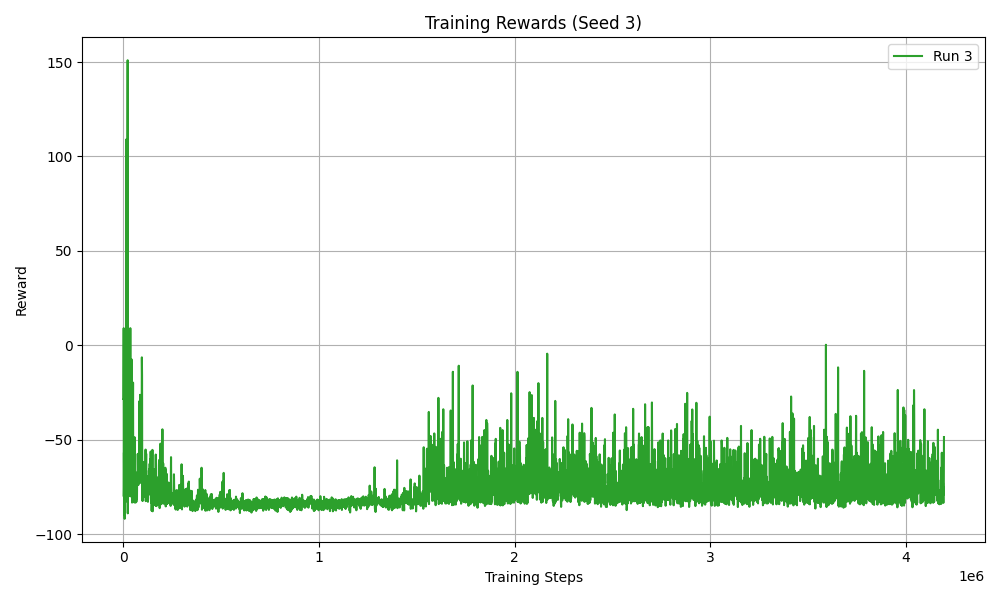 Training Rewards (Seed 3)
Run 3
150
100
50
0
−50
−100
Reward
0
1
2
3
4
1e6
Training Steps